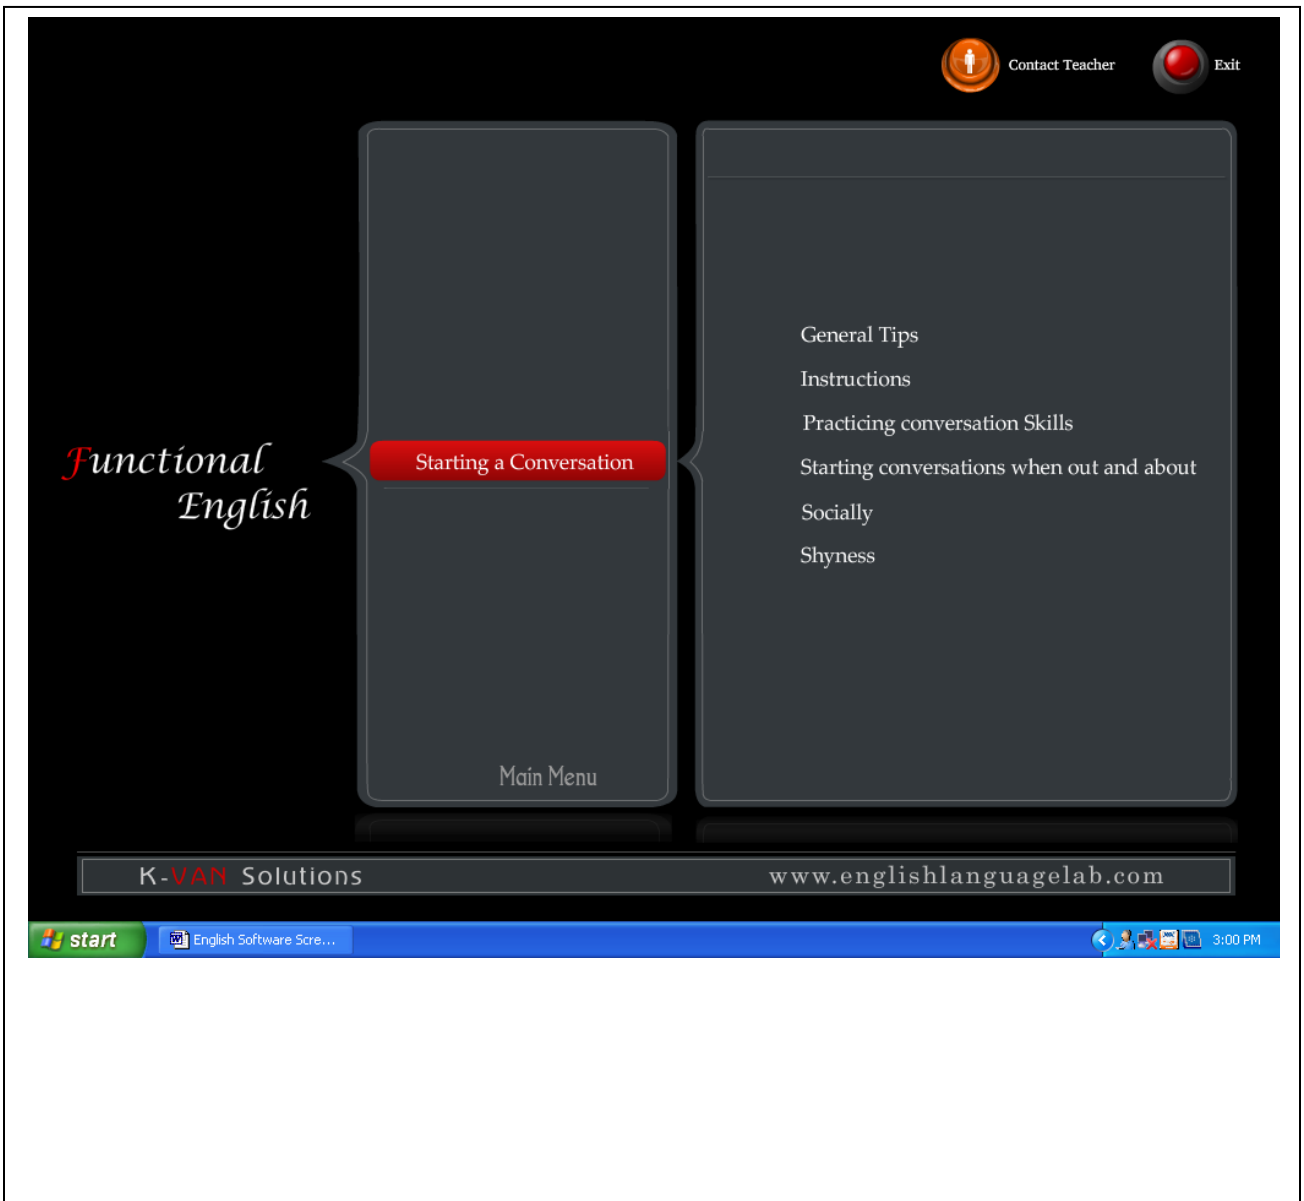 Contact Teacher
Exit
Functional
English
Starting a Conversation
Main Menu
General Tips
Instructions
Practicing conversation Skills
Starting conversations when out and about
Socially
Shyness
K-VAN Solutions
www.englishlanguagelab.com
start
English Software Scre...
3:00 PM